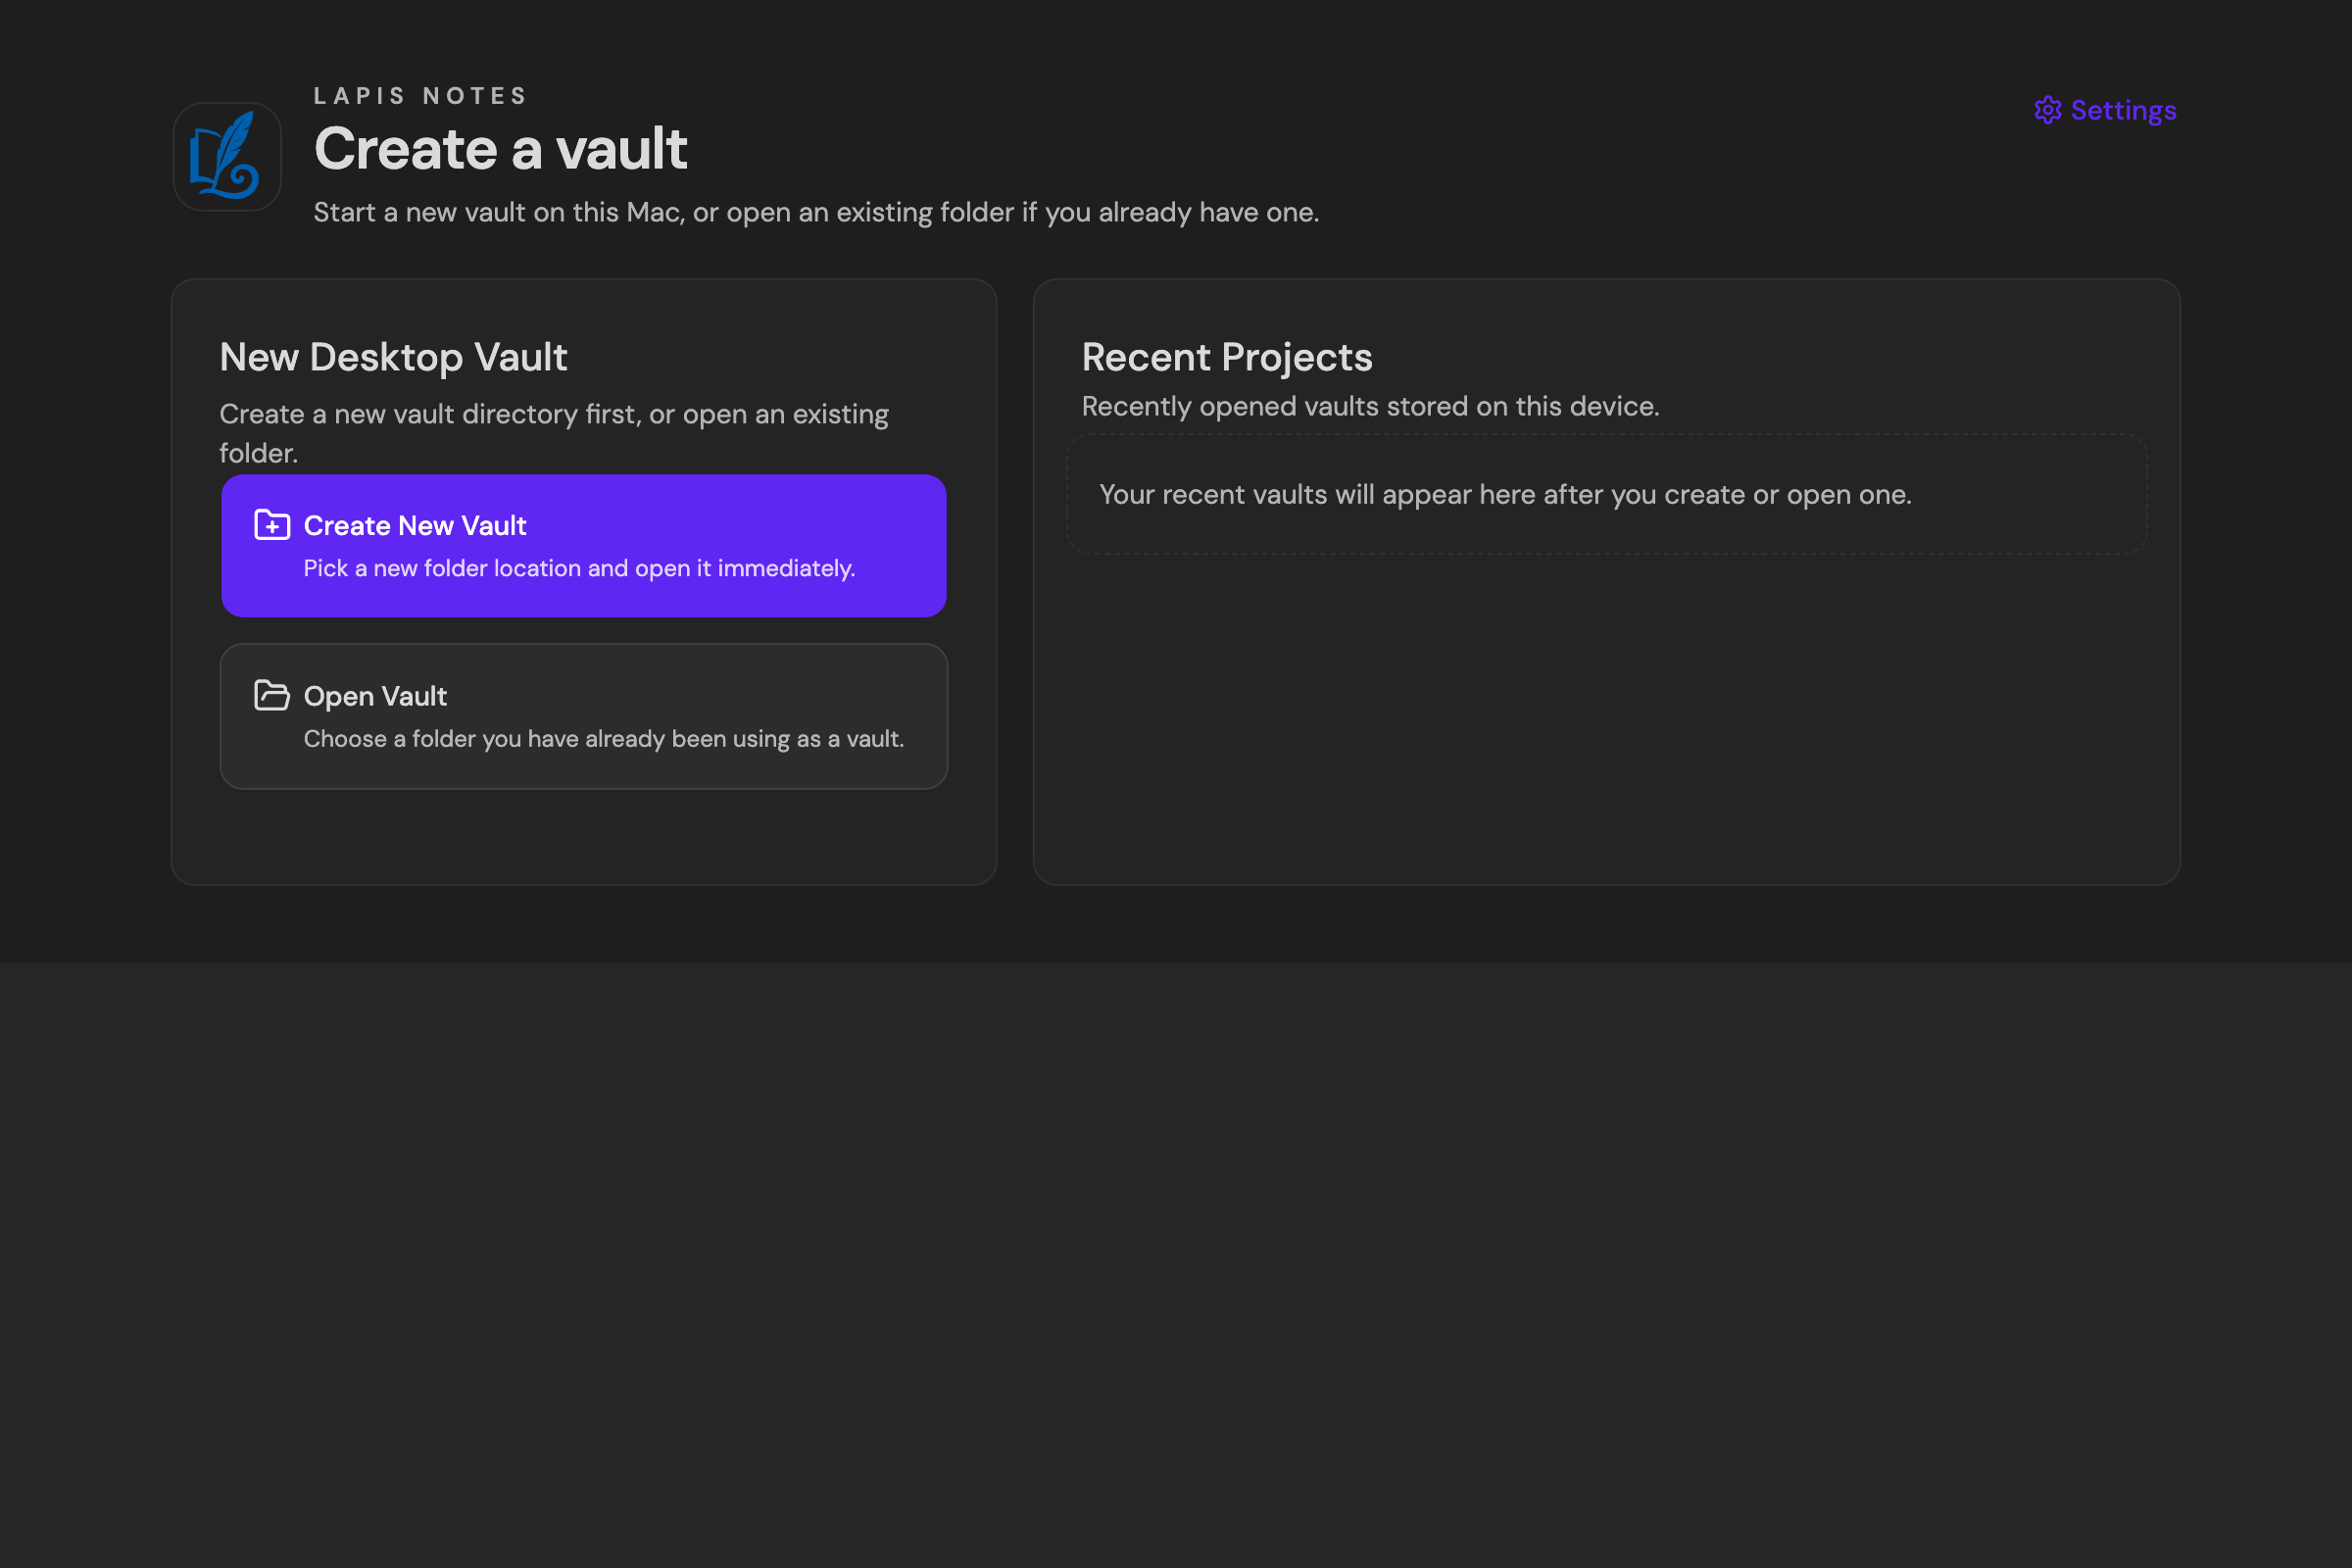 LAPIS NOTES
Create a vault
Start a new vault on this Mac, or open an existing folder if you already have one.
Settings
New Desktop Vault
Create a new vault directory first, or open an existing
folder.
Create New Vault
Pick a new folder location and open it immediately.
Open Vault
Choose a folder you have already been using as a vault.
Recent Projects
Recently opened vaults stored on this device.
Your recent vaults will appear here after you create or open one.